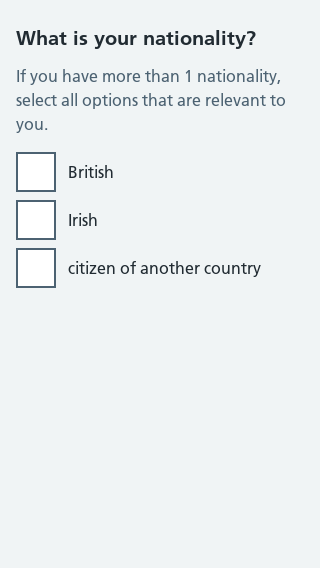 What is your nationality?
If you have more than 1 nationality,
select all options that are relevant to
you.
British
Irish
citizen of another country